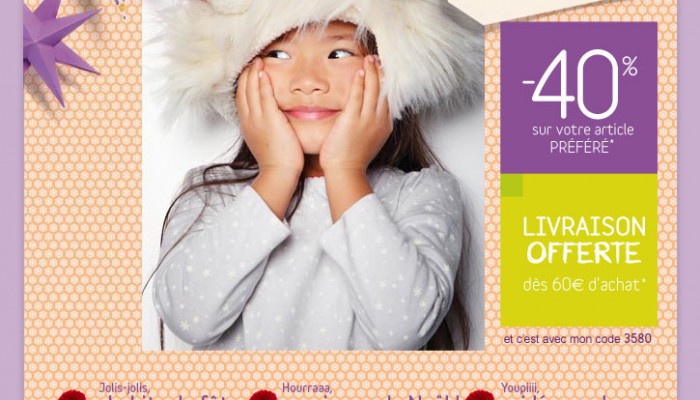 -40%
sur votre article
PRÉFÉRÉ*
LIVRAISON
OFFERTE
dès 60€ d'achat*
et c'est avec mon code 3580
Jolis-jolis,
Hourraaa,
Youpiiii,